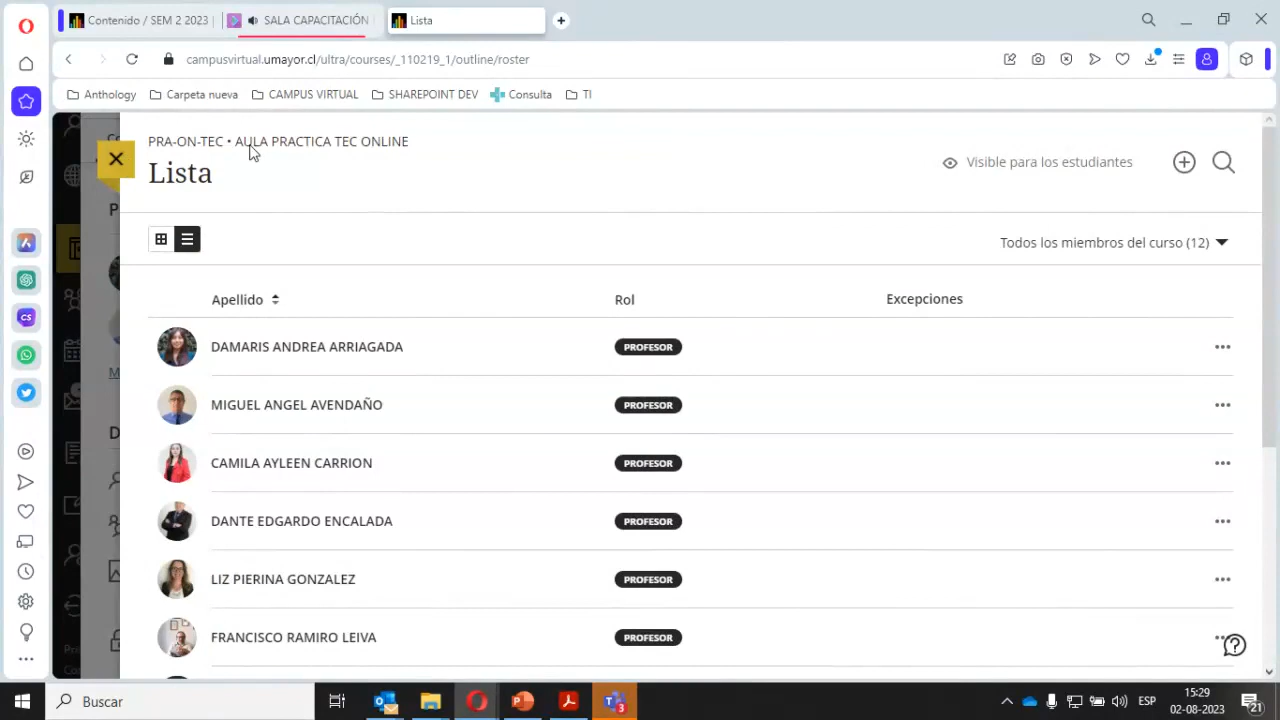 Contenido / SEM 2 2023
SALA CAPACITACIÓN
Lista
campusvirtual.umayor.cl/ultra/courses/_110219_1/outline/roster
Anthology
Carpeta nueva
CAMPUS VIRTUAL
SHAREPOINT DEV
Consulta
TI
PRA-ON-TEC • AULA PRACTICA TEC ONLINE
Lista
Visible para los estudiantes
Todos los miembros del curso (12)
Apellido
Rol
Excepciones
DAMARIS ANDREA ARRIAGADA
PROFESOR
MIGUEL ANGEL AVENDAÑO
PROFESOR
CAMILA AYLEEN CARRION
PROFESOR
DANTE EDGARDO ENCALADA
PROFESOR
LIZ PIERINA GONZALEZ
PROFESOR
FRANCISCO RAMIRO LEIVA
PROFESOR
CS
Buscar
3
ESP
15:29
02-08-2023
21